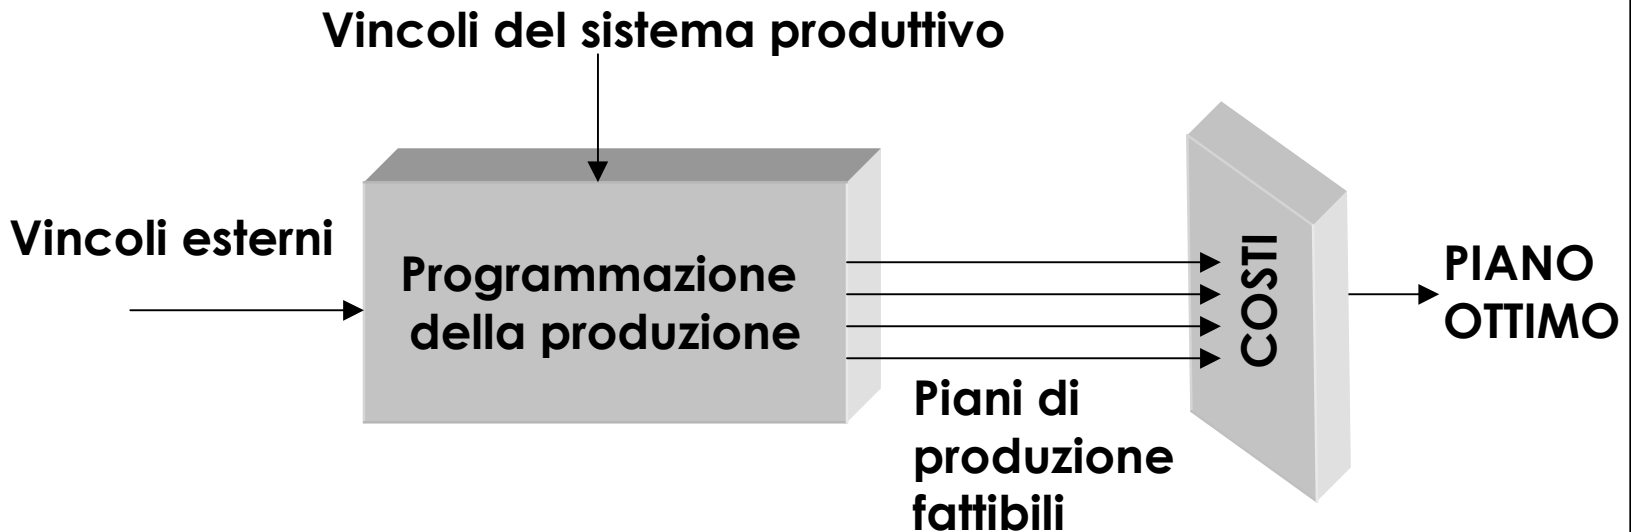 Vincoli del sistema produttivo
Vincoli esterni
Programmazione
della produzione
COSTI
PIANO
OTTIMO
Piani di
produzione
fattibili